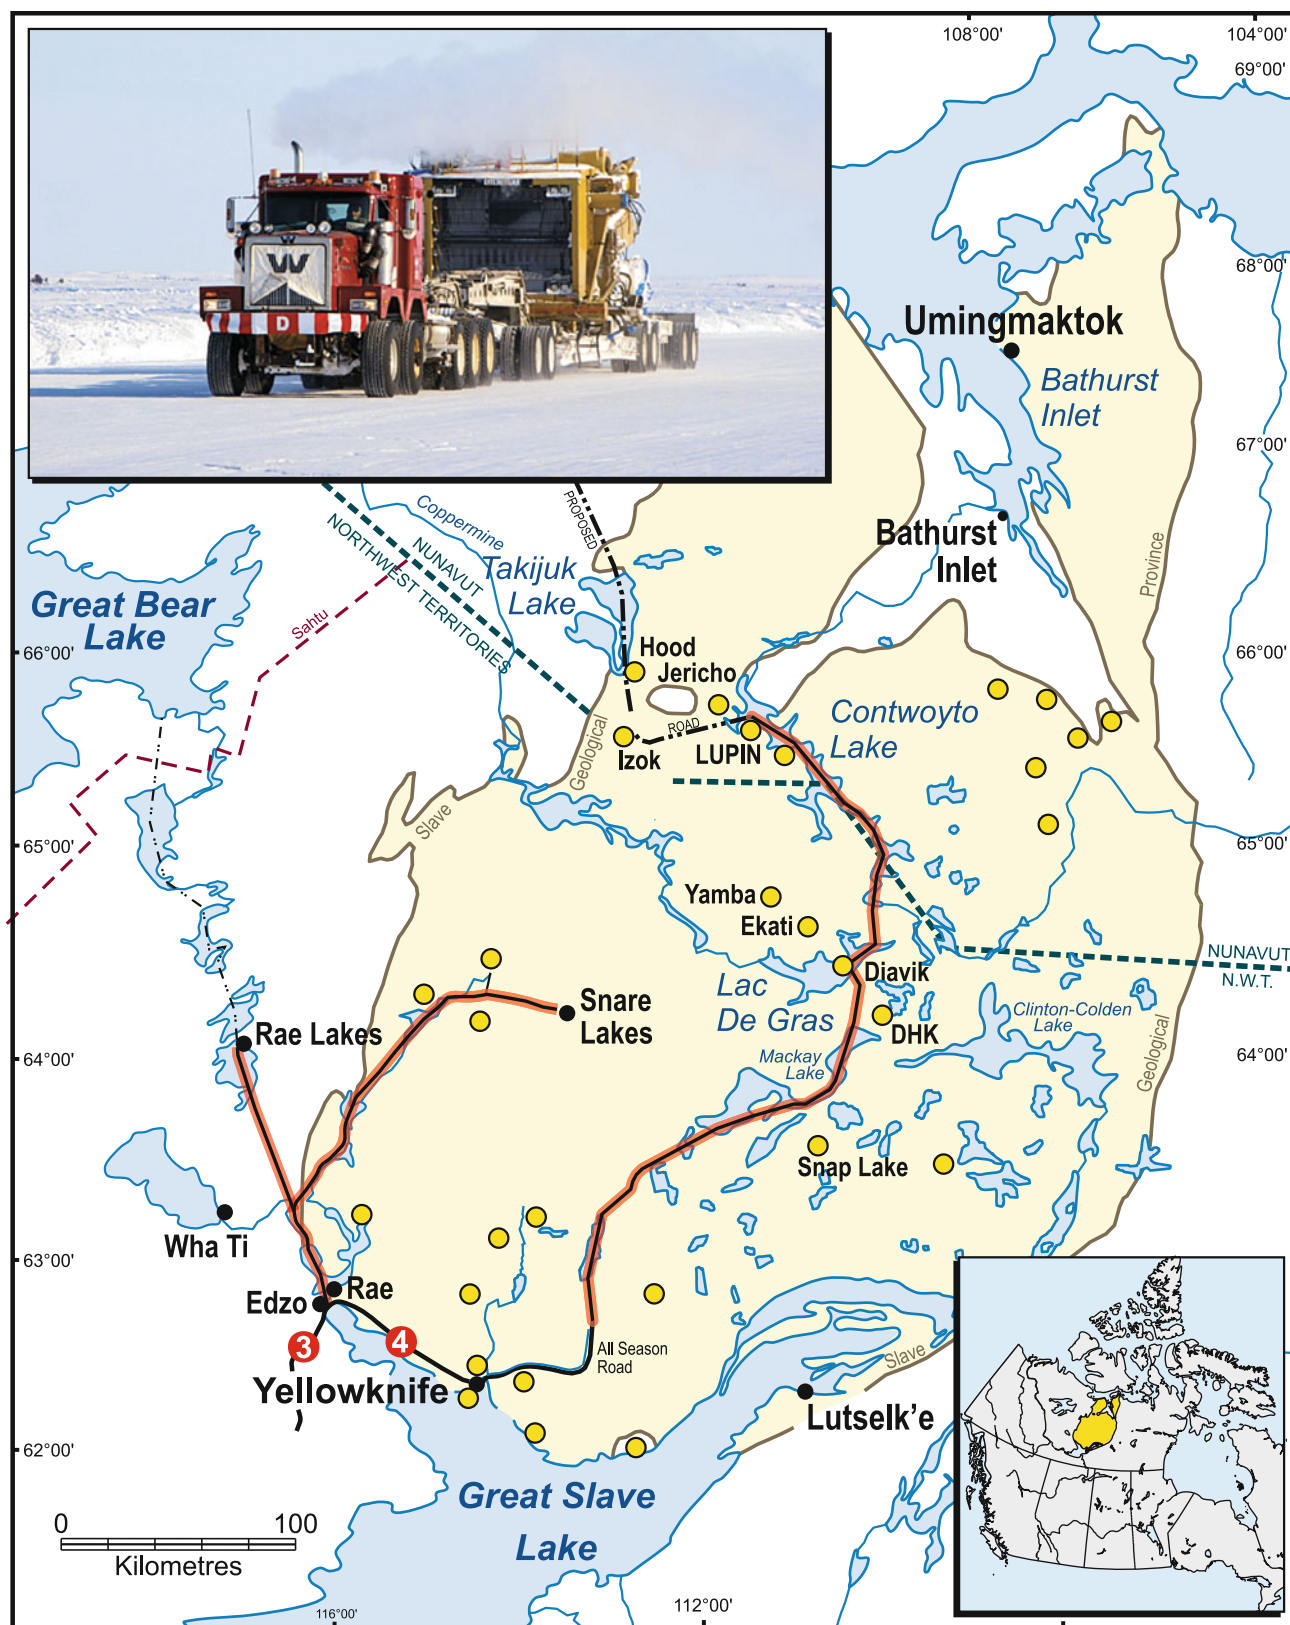 108°00'
104°00'
69°00'
W
D
68°00'
Umingmaktok
Bathurst
Inlet
67°00'
PROPOSED
Coppermine
NUNAVUT
NORTHWEST TERRITORIES
Takijuk
Lake
Bathurst
Inlet
Province
Great Bear
Lake
Sahtu
66°00'
66°00'
Hood
Jericho
Contwoyto
Lake
ROAD
LUPIN
Izok
Geological
Slave
65°00'
65°00'
Yamba
Ekati
NUNAVUT
N.W.T.
Diavik
Lac
De Gras
DHK
Clinton-Colden
Lake
Snare
Lakes
Rae Lakes
Mackay
Lake
64°00'
64°00'
Geological
Snap Lake
Wha Ti
63°00'
Rae
Edzo
3
4
All Season
Road
Slave
Yellowknife
Lutselk'e
62°00'
Great Slave
Lake
0 100
Kilometres
116°00'
112°00'